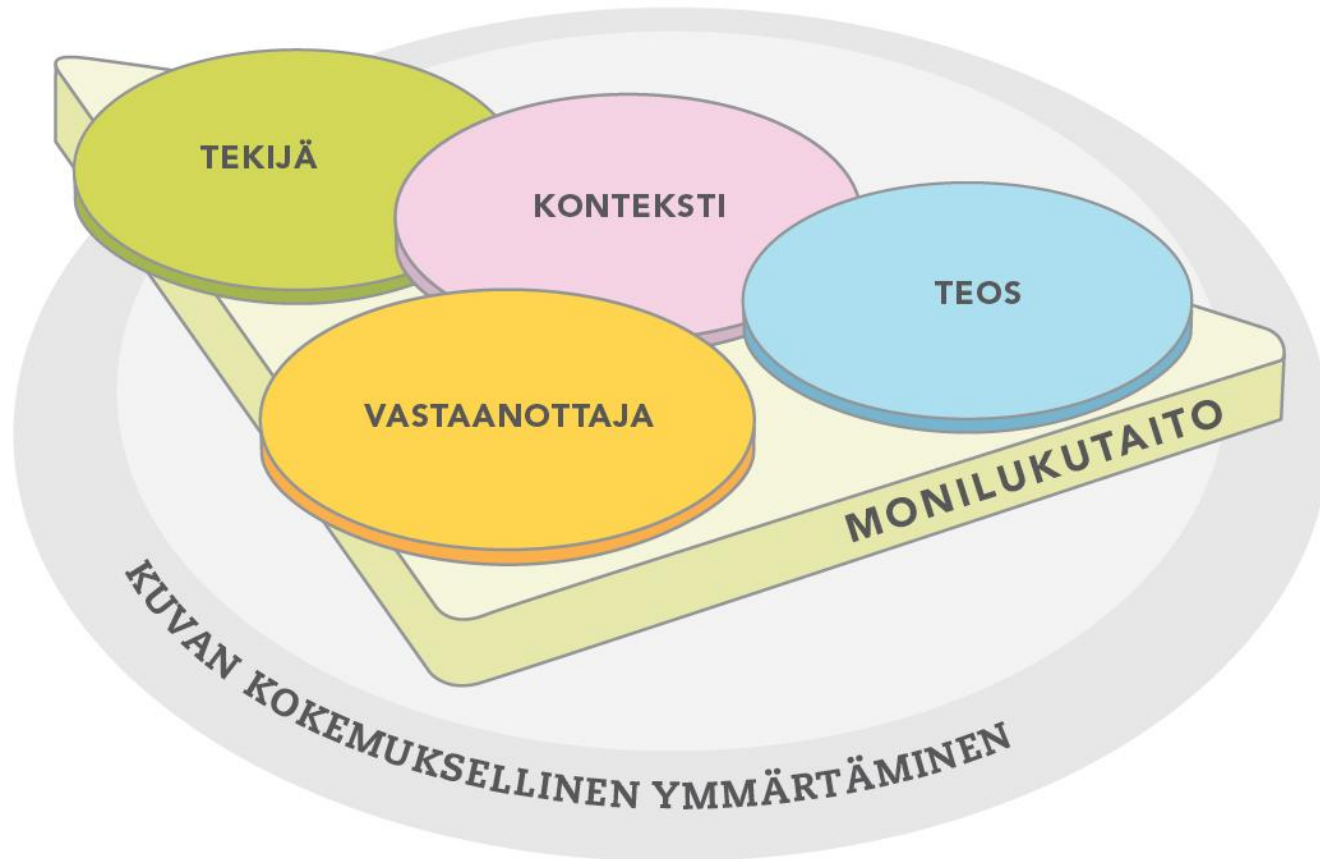 TEKIJÄ
KONTEKSTI
TEOS
VASTAANOTTAJA
MONILUKUTAITO
KUVAN KOKEMUKSELLINEN YMMÄRTÄMINEN